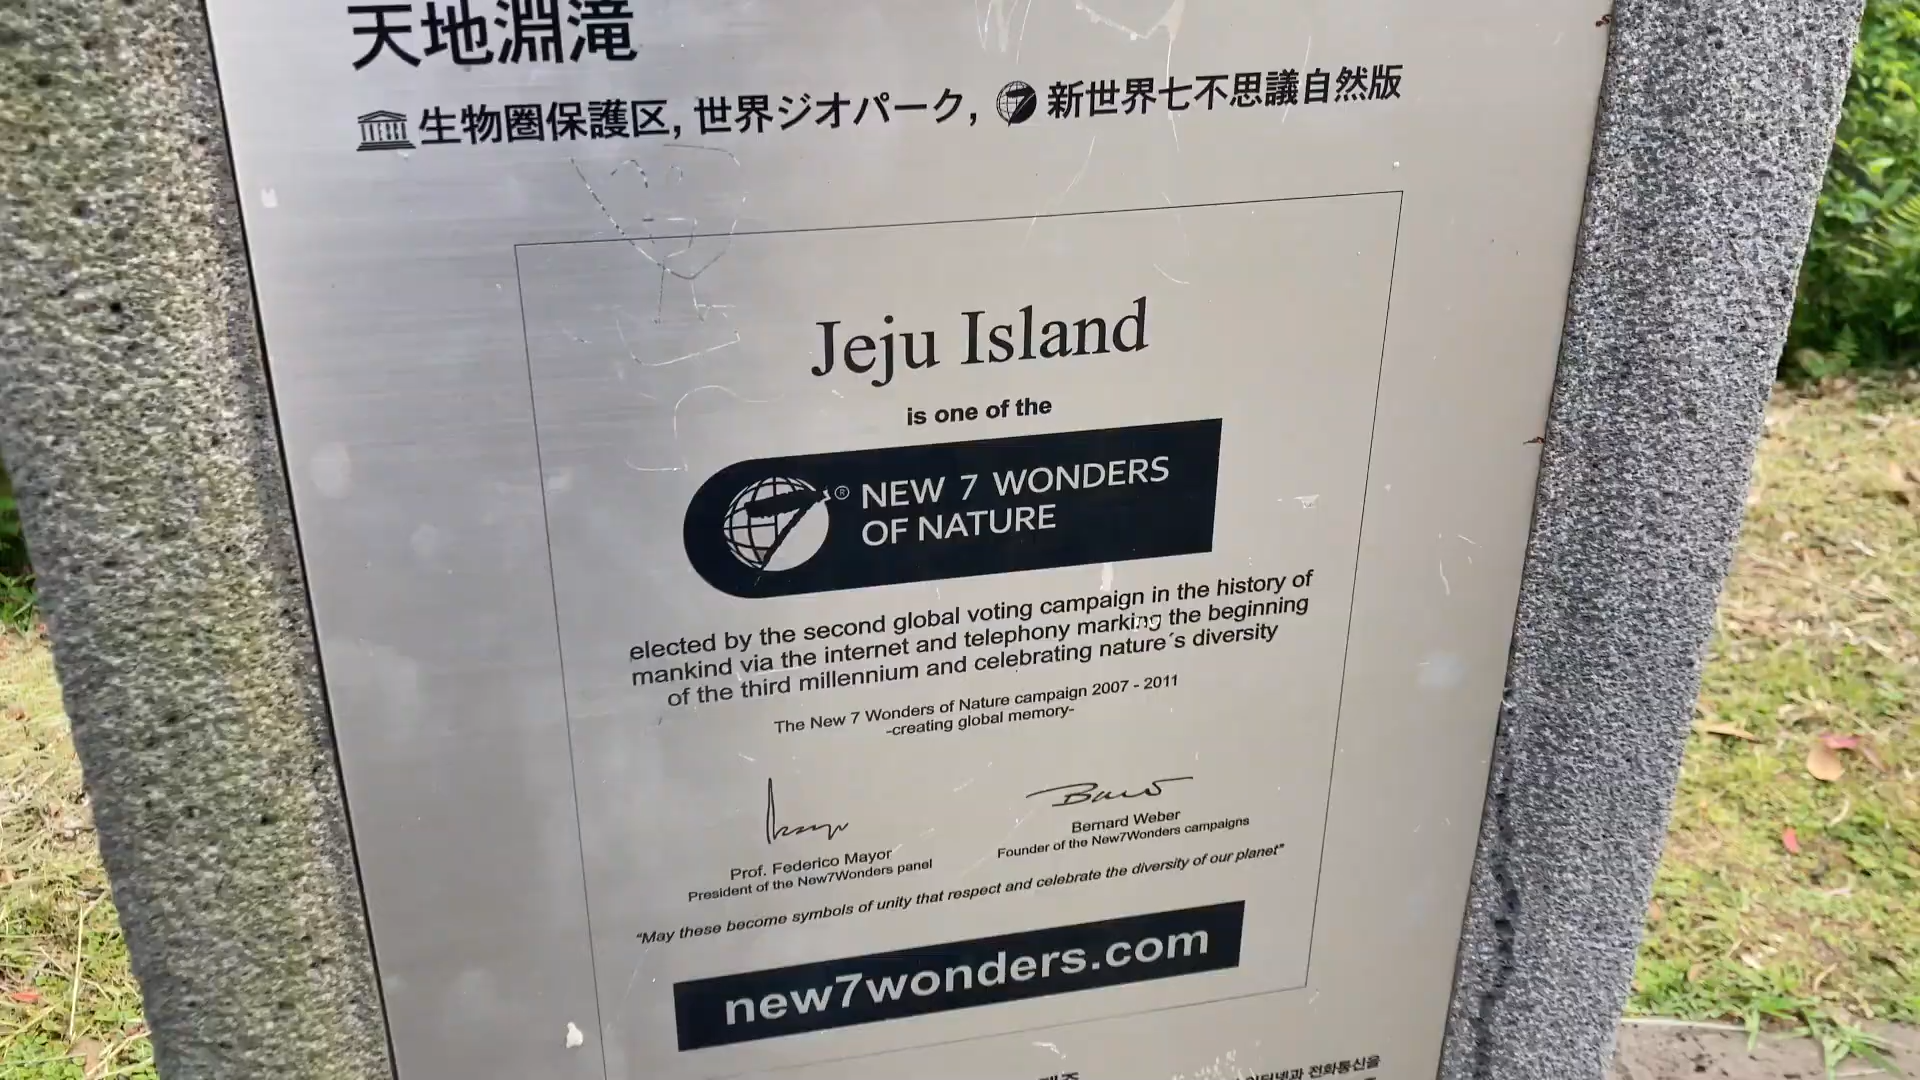 天地淵滝
生物圏保護区, 世界ジオパーク, 新世界七不思議自然版
Jeju Island
is one of the
® NEW 7 WONDERS
OF NATURE
elected by the second global voting campaign in the history of
mankind via the internet and telephony marking the beginning
of the third millennium and celebrating nature´s diversity
The New 7 Wonders of Nature campaign 2007 - 2011
-creating global memory-
Prof. Federico Mayor
President of the New7Wonders panel
Bernard Weber
Founder of the New7Wonders campaigns
“May these become symbols of unity that respect and celebrate the diversity of our planet”
new7wonders.com
전화통신을